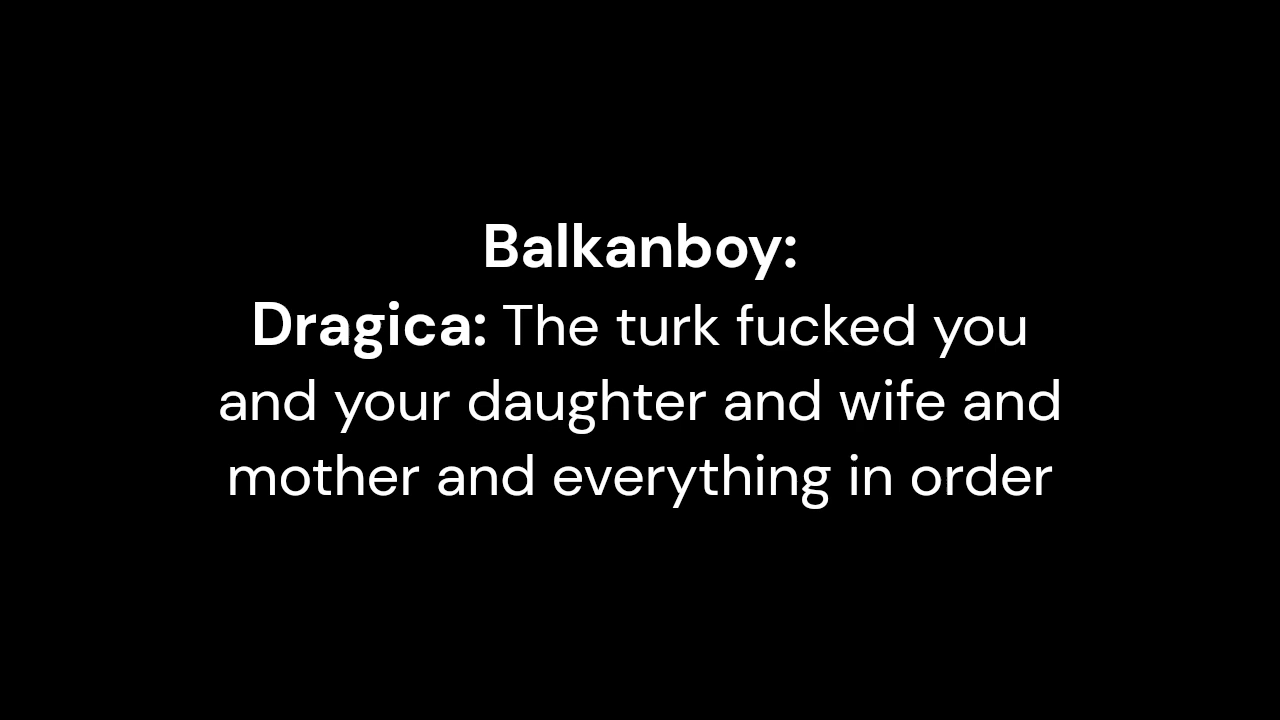 Balkanboy:
Dragica: The turk fucked you
and your daughter and wife and
mother and everything in order